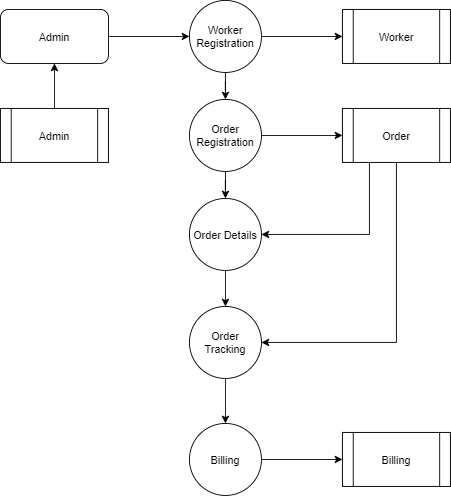 Admin
Worker
Registration
Worker
Admin
Order
Registration
Order
Order Details
Order
Tracking
Billing
Billing